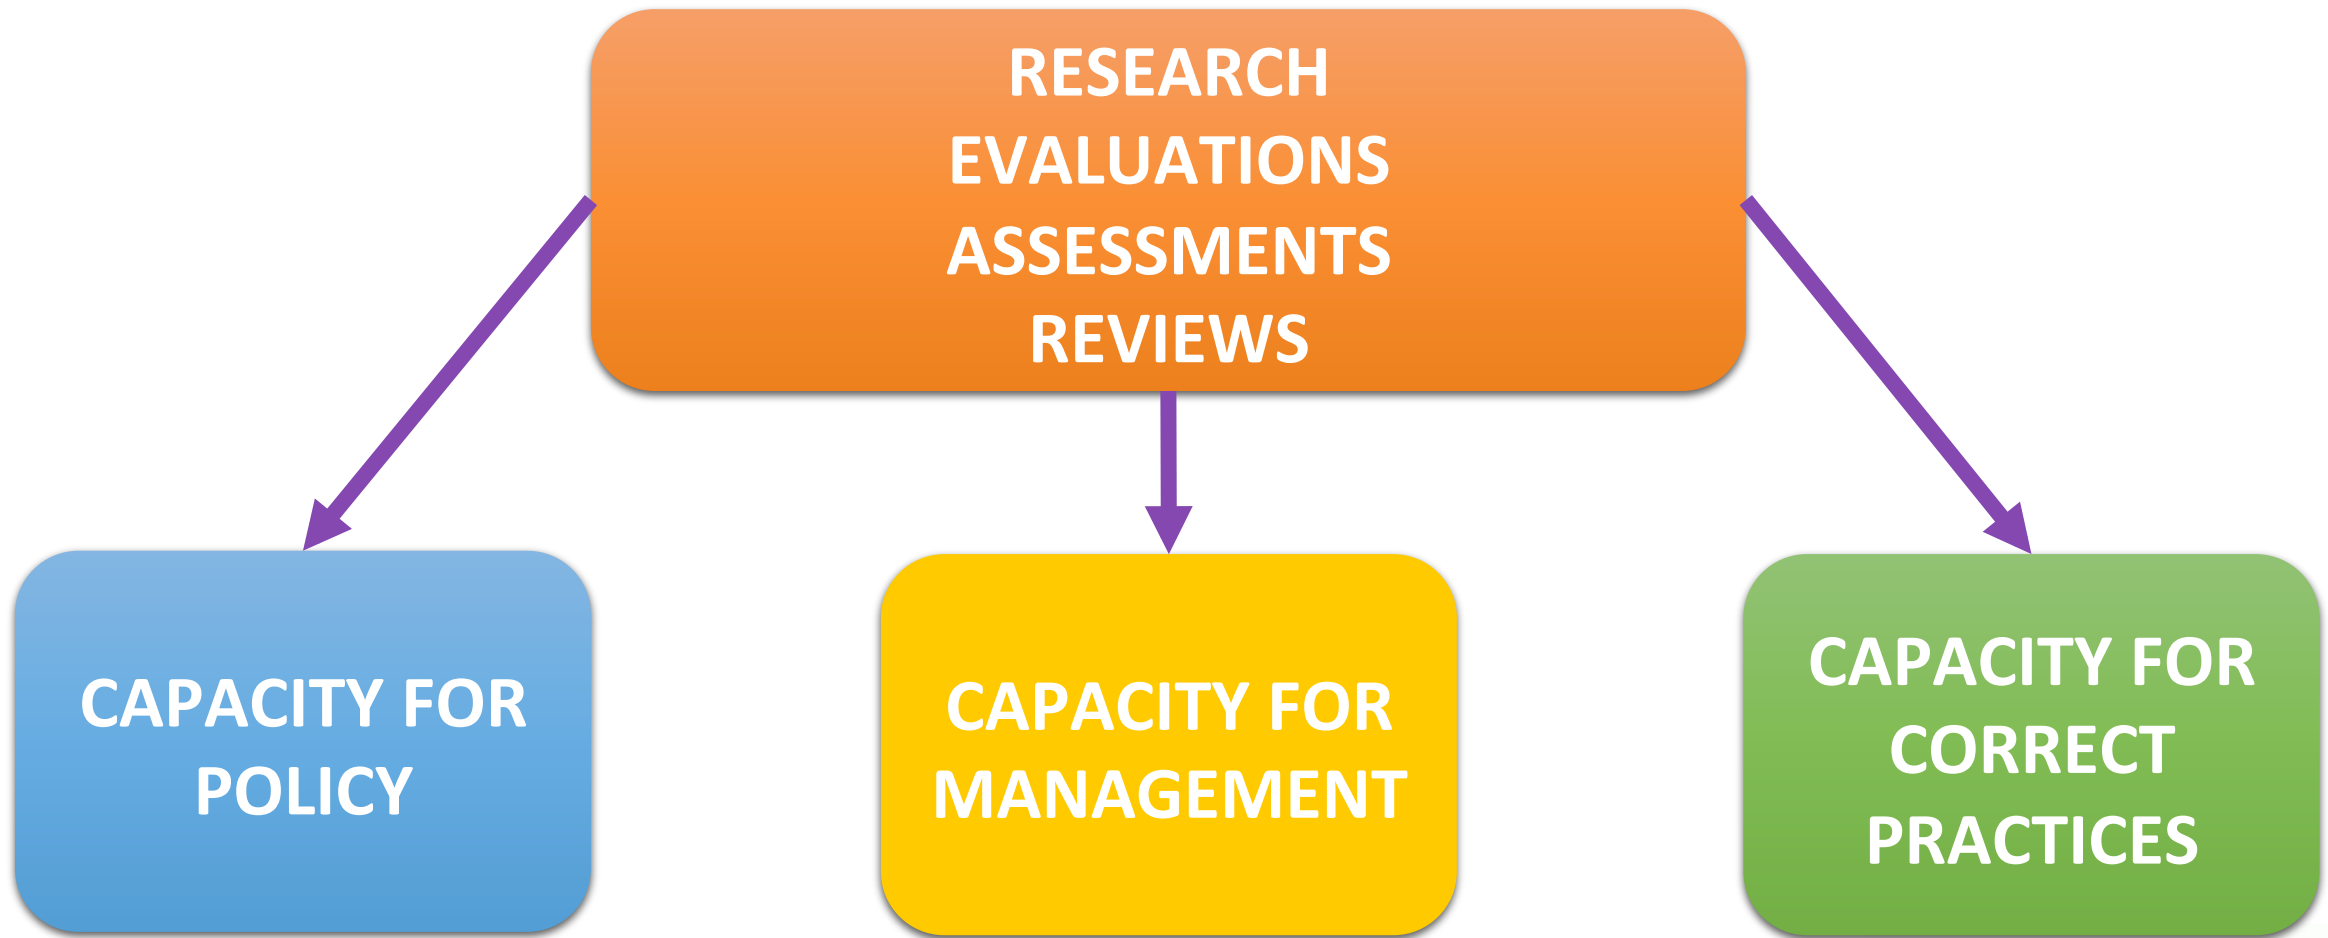 RESEARCH
EVALUATIONS
ASSESSMENTS
REVIEWS
CAPACITY FOR
POLICY
CAPACITY FOR
MANAGEMENT
CAPACITY FOR
CORRECT
PRACTICES